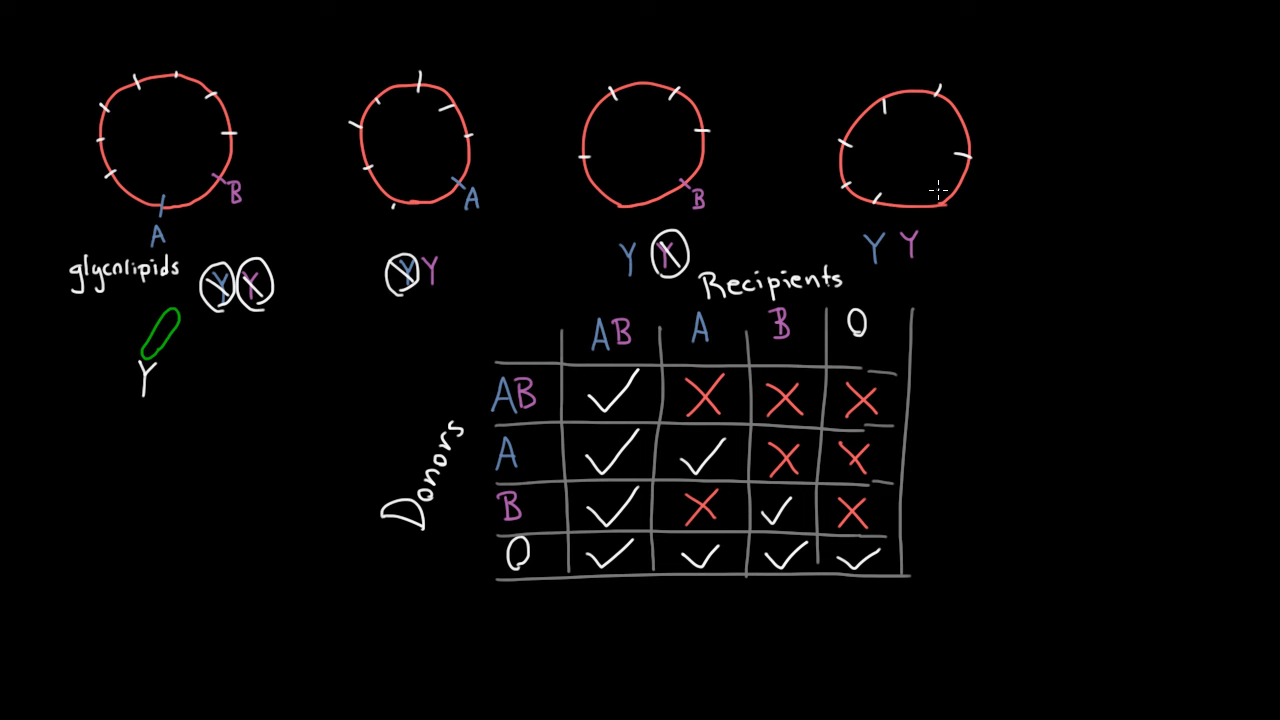 B
A
B
A
glycolipids
Y Y
Y Y
Y Y
Y Y
Y
Recipients
AB A B O
Donors
AB ✓ X X X
A ✓ ✓ X X
B ✓ X ✓ X
O ✓ ✓ ✓ ✓